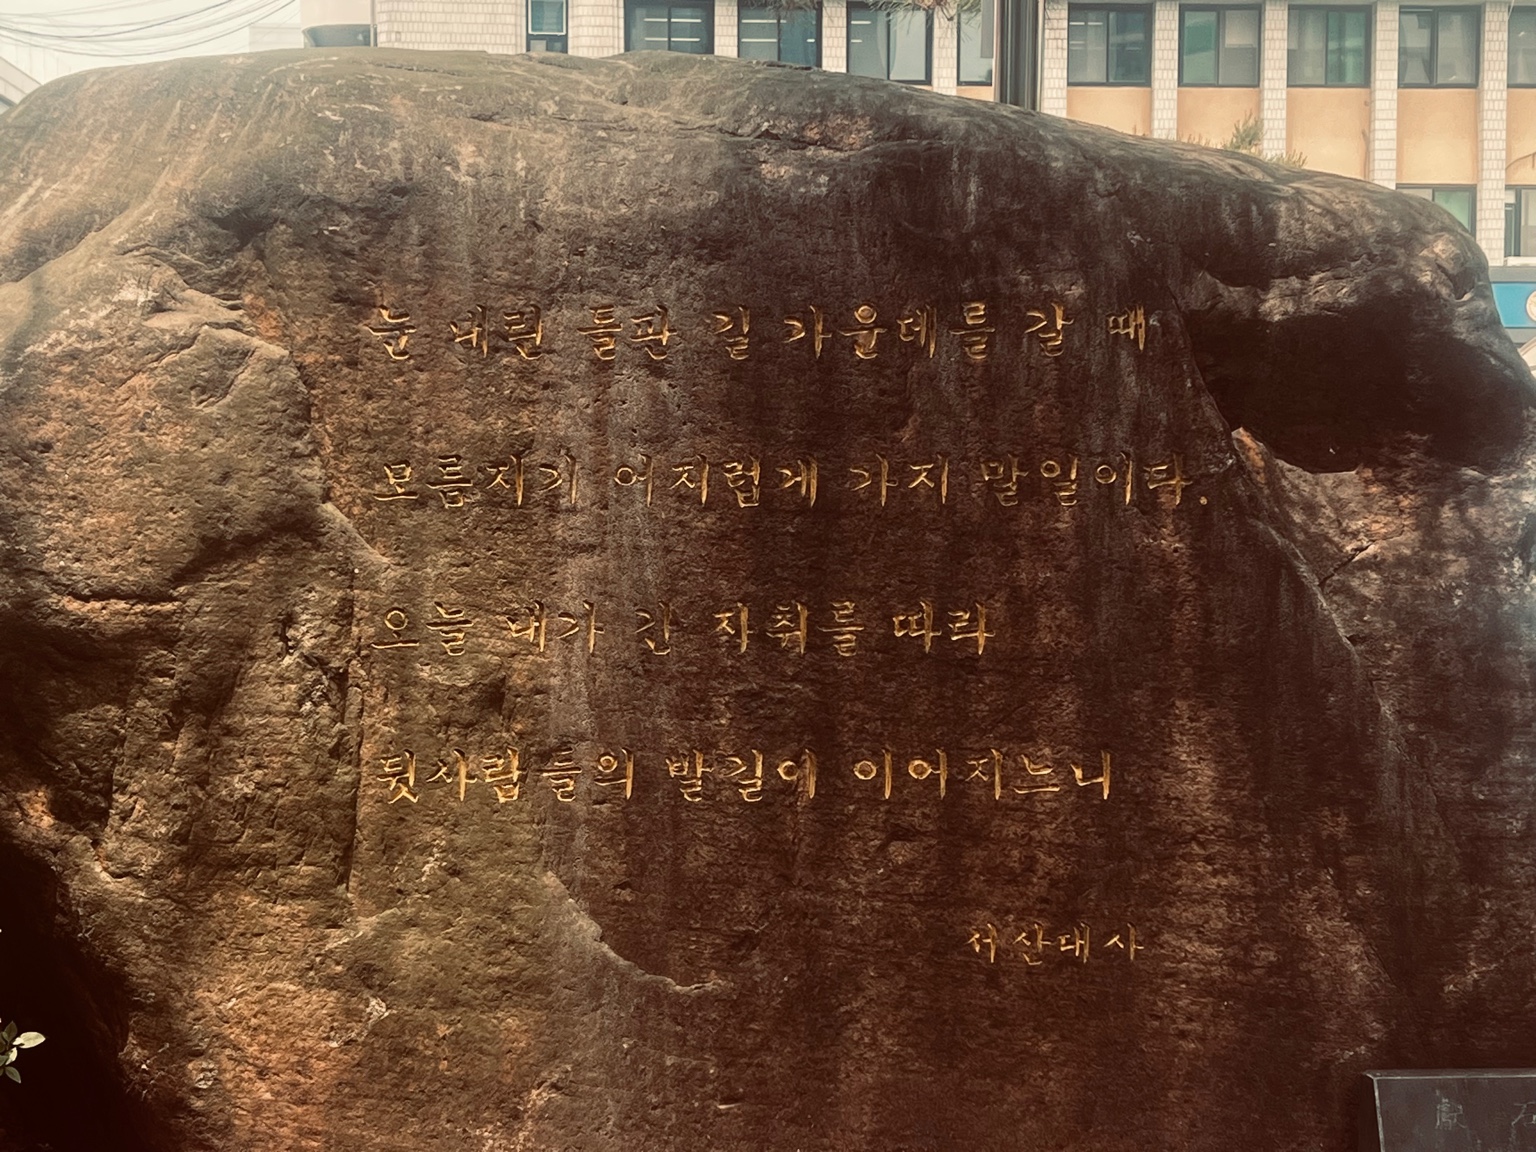 눈 내린 들판 길 가운데를 갈 때
모름지기 어지럽게 가지 말일이다.
오늘 내가 간 자취를 따라
뒷사람들의 발길이 이어지느니
서산대사